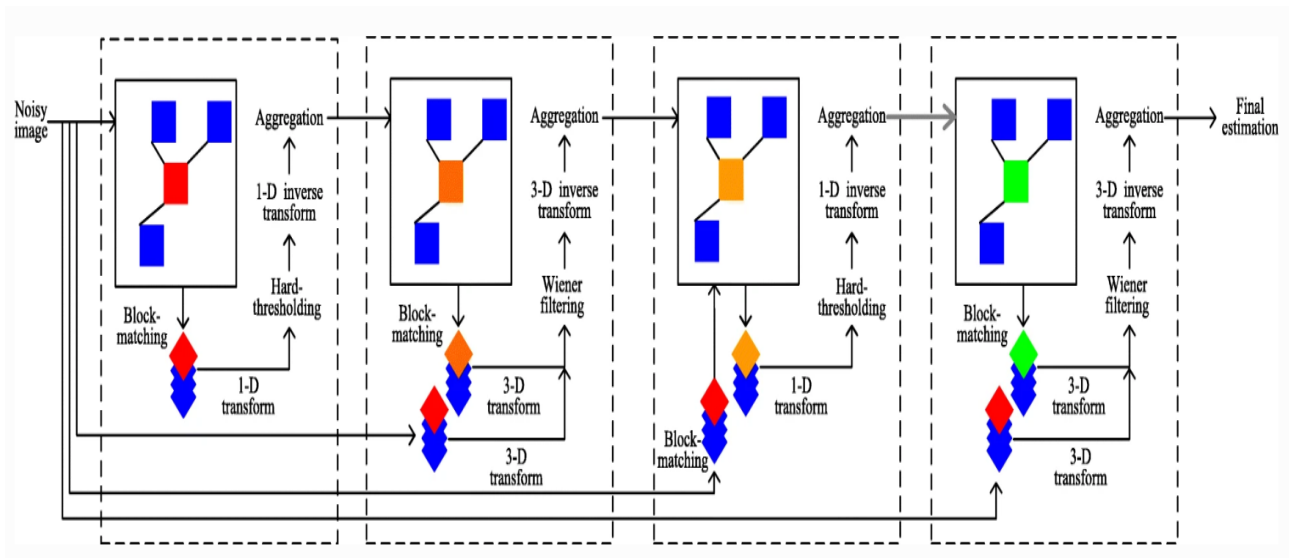 Noisy
image
Aggregation
1-D inverse
transform
Hard-
thresholding
Block-
matching
1-D
transform
Aggregation
3-D inverse
transform
Wiener
filtering
Block-
matching
3-D
transform
3-D
transform
Aggregation
1-D inverse
transform
Hard-
thresholding
1-D
transform
Block-
matching
Aggregation
3-D inverse
transform
Wiener
filtering
Block-
matching
3-D
transform
3-D
transform
Final
estimation